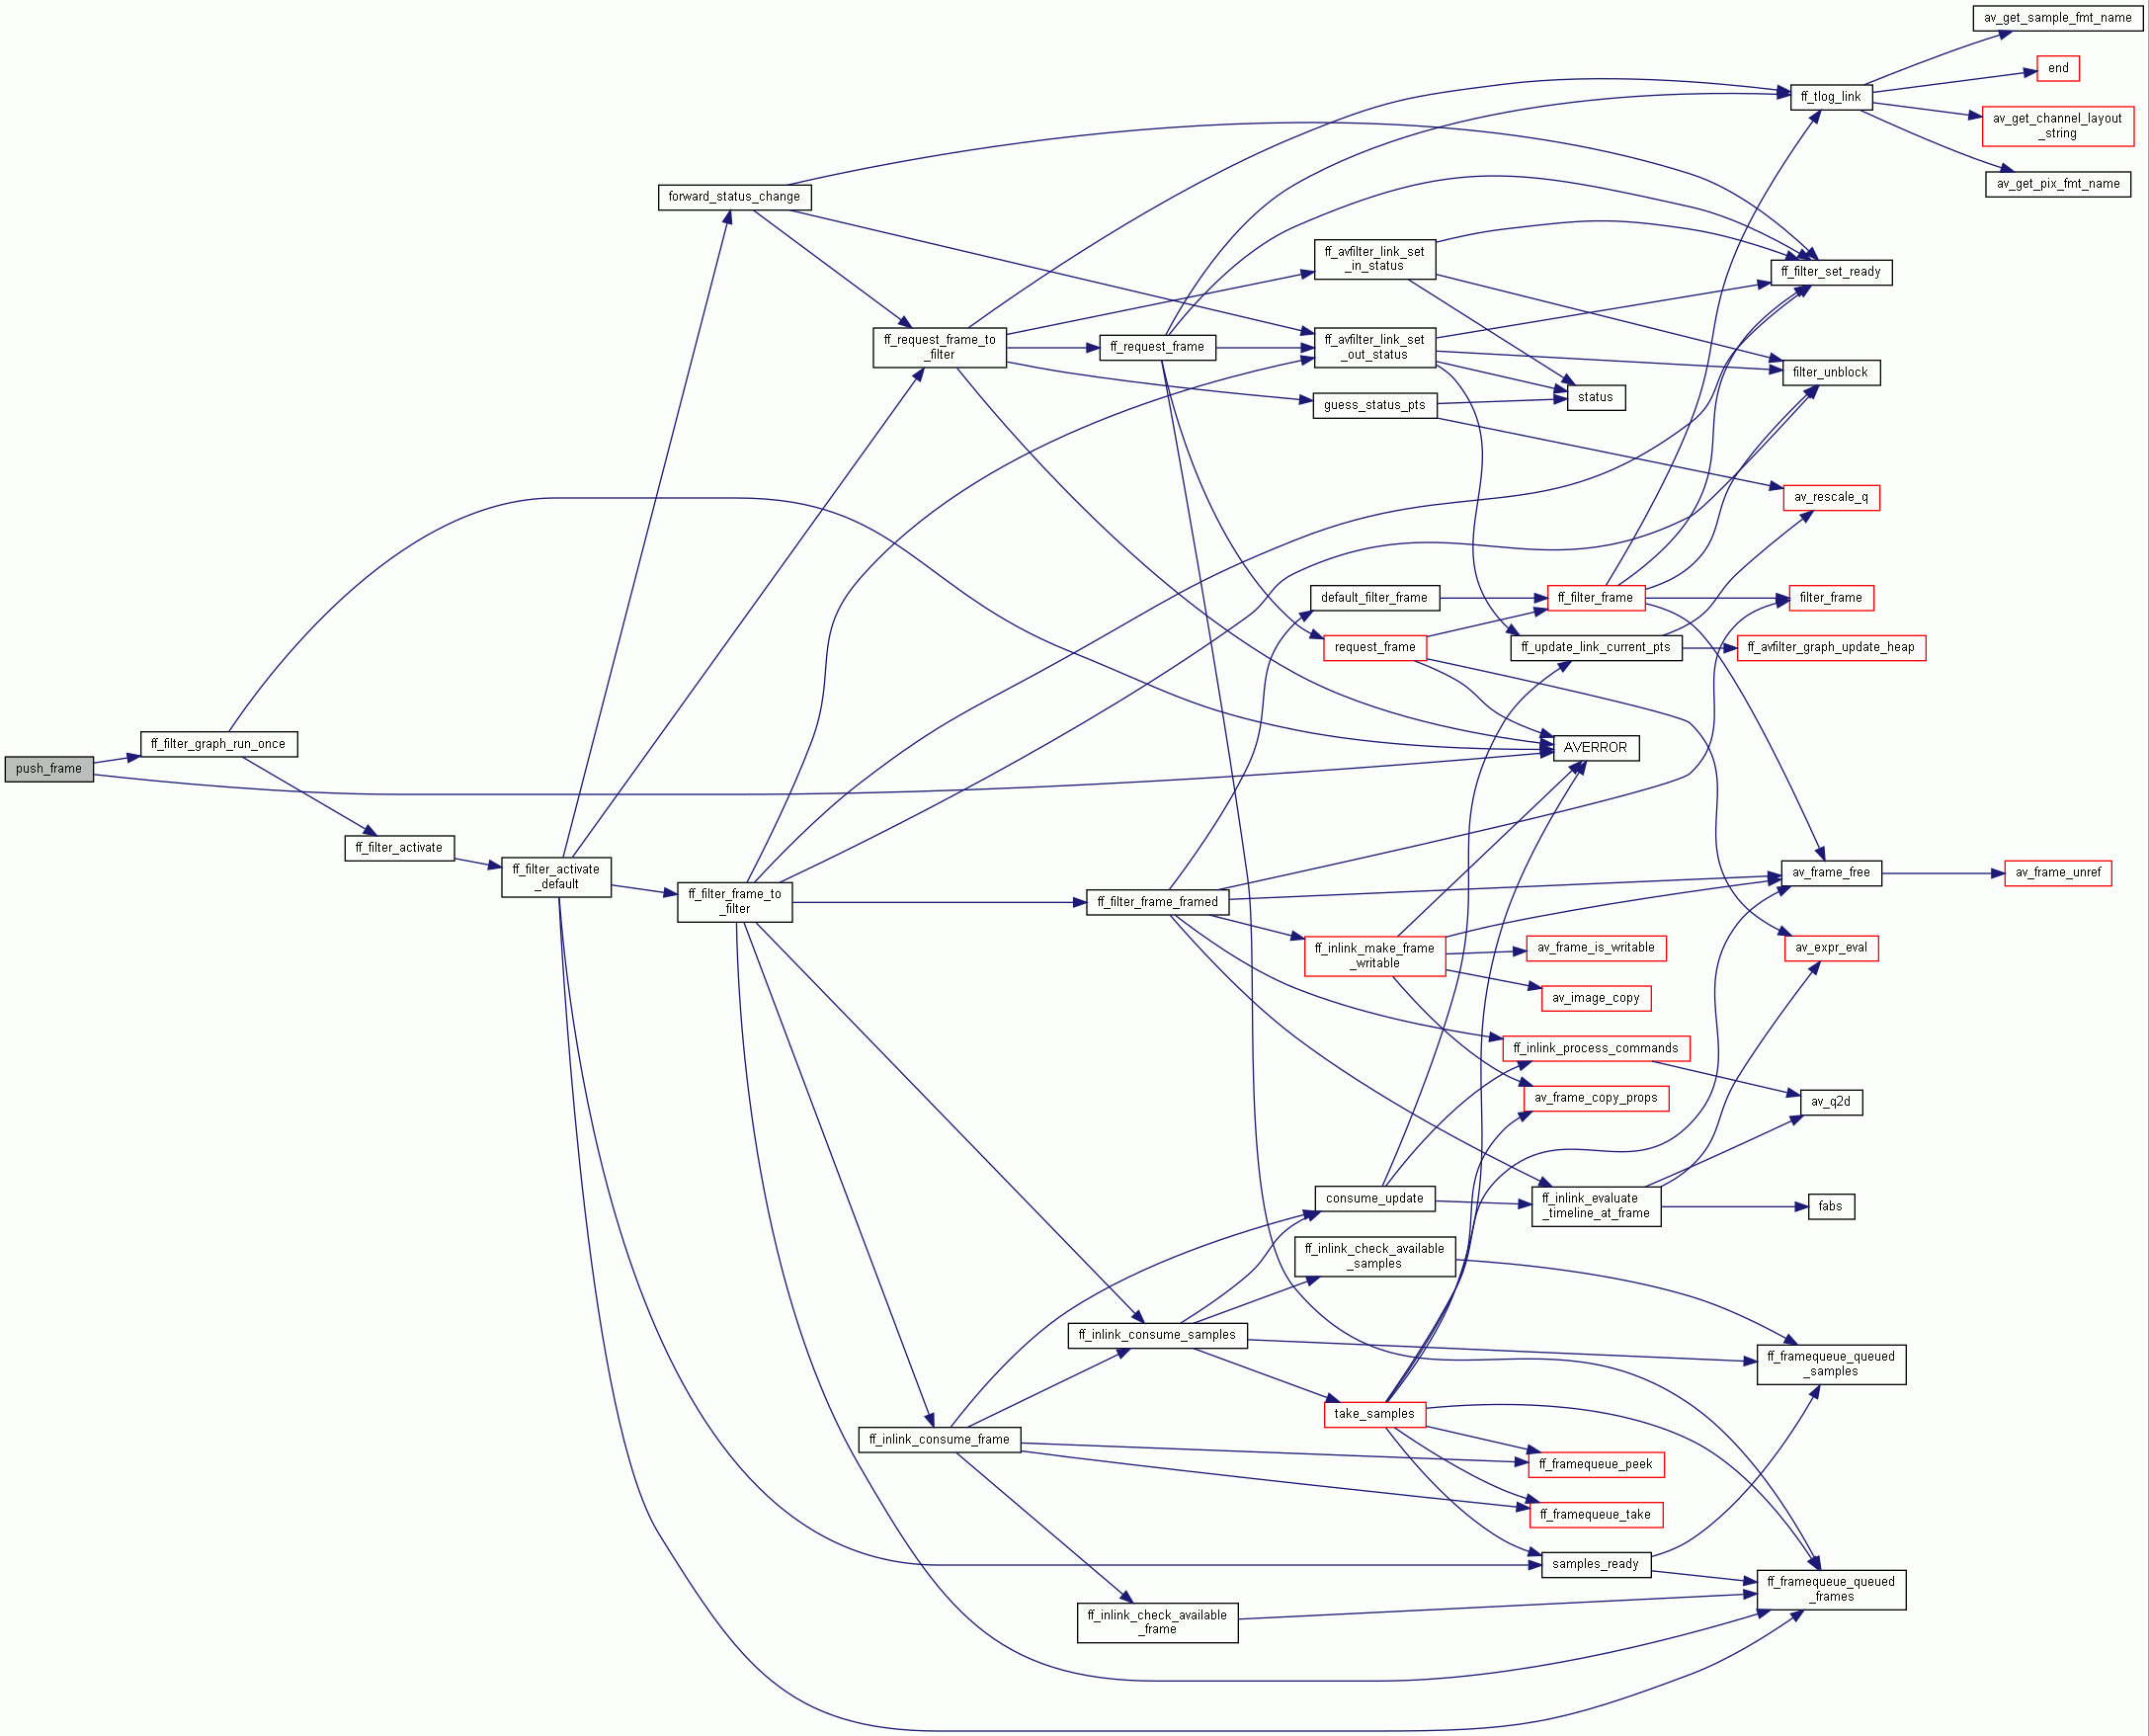 push_frame
ff_filter_graph_run_once
ff_filter_activate
ff_filter_activate
_default
forward_status_change
ff_filter_frame_to
_filter
ff_request_frame_to
_filter
ff_inlink_consume_frame
ff_request_frame
ff_filter_frame_framed
ff_inlink_consume_samples
ff_inlink_check_available
_frame
ff_avfilter_link_set
_in_status
ff_avfilter_link_set
_out_status
guess_status_pts
default_filter_frame
request_frame
ff_inlink_make_frame
_writable
consume_update
ff_inlink_check_available
_samples
take_samples
status
ff_filter_frame
ff_update_link_current_pts
AVERROR
av_frame_is_writable
av_image_copy
ff_inlink_process_commands
av_frame_copy_props
ff_inlink_evaluate
_timeline_at_frame
ff_framequeue_peek
ff_framequeue_take
samples_ready
ff_tlog_link
ff_filter_set_ready
filter_unblock
av_rescale_q
filter_frame
ff_avfilter_graph_update_heap
av_frame_free
av_expr_eval
av_q2d
fabs
ff_framequeue_queued
_samples
ff_framequeue_queued
_frames
av_get_sample_fmt_name
end
av_get_channel_layout
_string
av_get_pix_fmt_name
av_frame_unref